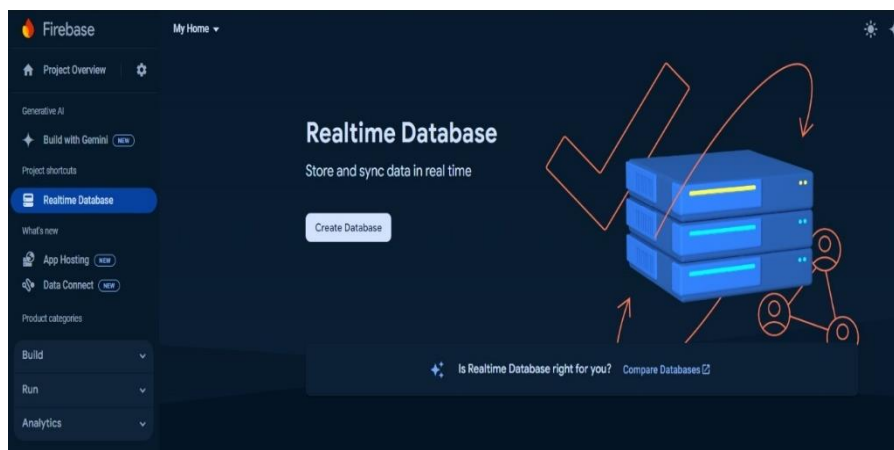 Firebase
My Home
Project Overview
Generative AI
Build with Gemini NEW
Project shortcuts
Realtime Database
What's new
App Hosting NEW
Data Connect NEW
Product categories
Build
Run
Analytics
Realtime Database
Store and sync data in real time
Create Database
Is Realtime Database right for you? Compare Databases